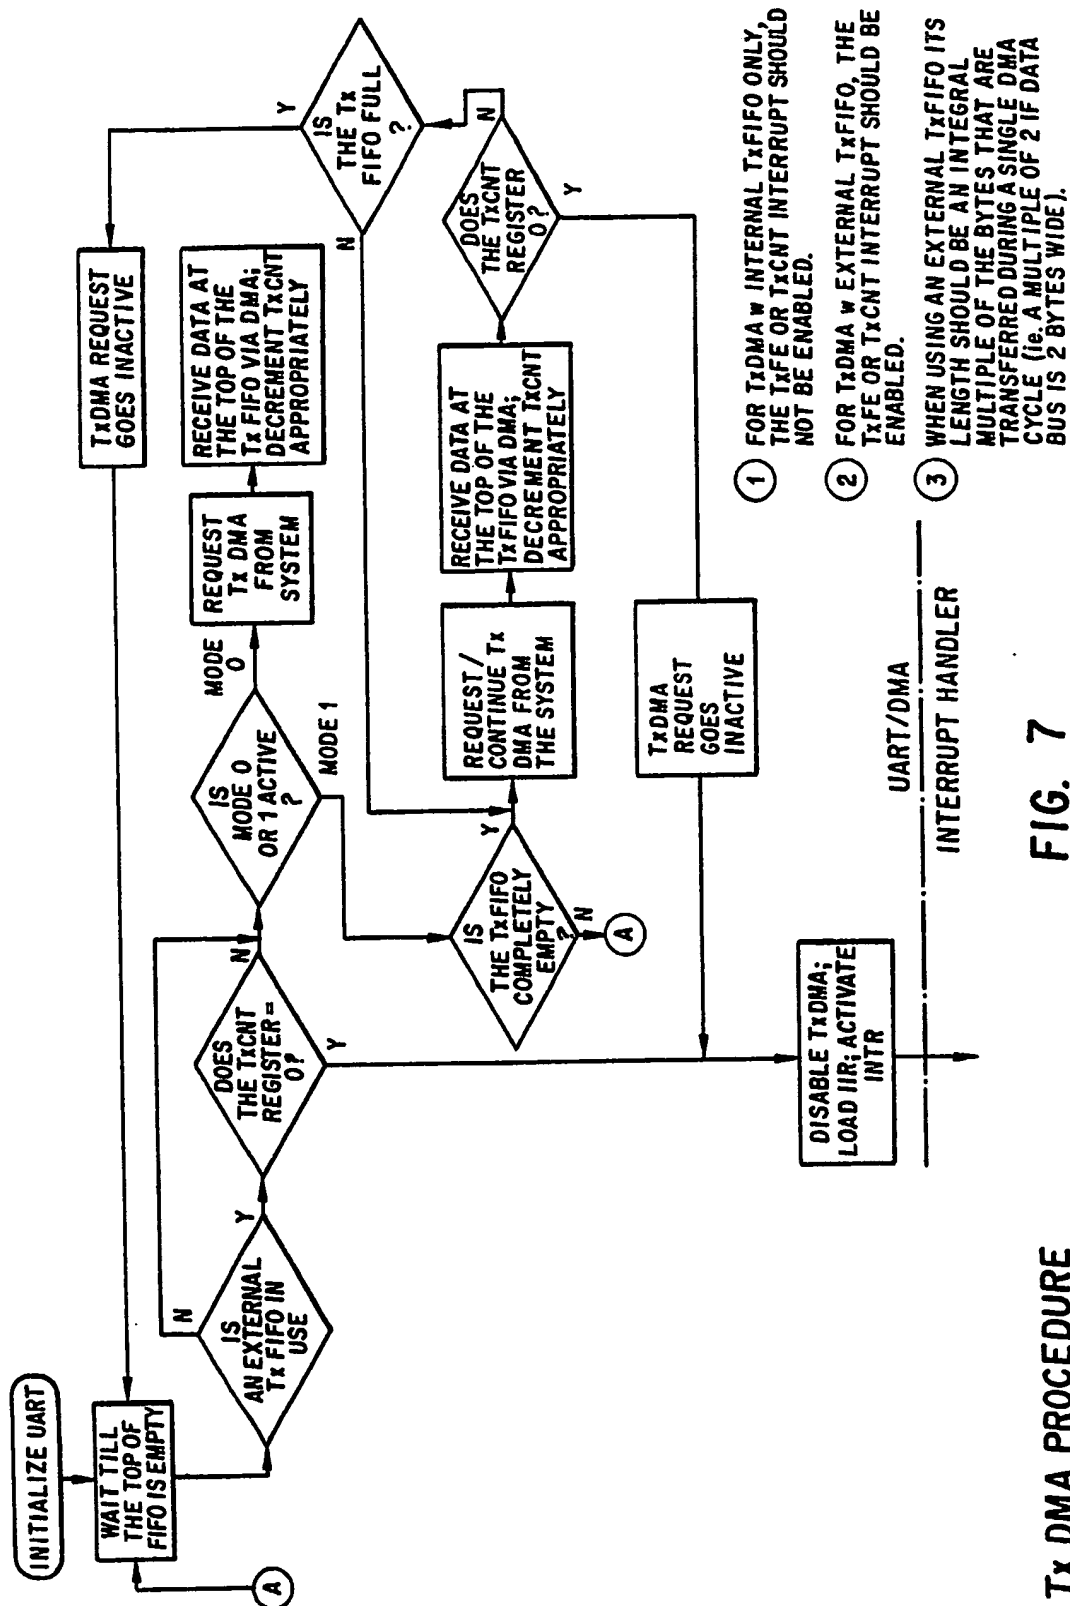 INITIALIZE UART
WAIT TILL
THE TOP OF
FIFO IS EMPTY
A
IS
AN EXTERNAL
Tx FIFO IN
USE
N
Y
DOES
THE TxCNT
REGISTER=
0?
N
Y
IS
MODE 0
OR 1 ACTIVE
?
MODE
0
MODE 1
REQUEST
Tx DMA
FROM
SYSTEM
RECEIVE DATA AT
THE TOP OF THE
Tx FIFO VIA DMA;
DECREMENT TxCNT
APPROPRIATELY
TxDMA REQUEST
GOES INACTIVE
IS
THE TxFIFO
COMPLETELY
EMPTY
?
Y
N
A
REQUEST/
CONTINUE Tx
DMA FROM
THE SYSTEM
RECEIVE DATA AT
THE TOP OF THE
TxFIFO VIA DMA;
DECREMENT TxCNT
APPROPRIATELY
DOES
THE TxCNT
REGISTER
0?
N
Y
IS
THE Tx
FIFO FULL
?
Y
N
TxDMA
REQUEST
GOES
INACTIVE
DISABLE TxDMA;
LOAD IIR; ACTIVATE
INTR
UART/DMA
INTERRUPT HANDLER
1 FOR TxDMA w INTERNAL TxFIFO ONLY,
THE TxFE OR TxCNT INTERRUPT SHOULD
NOT BE ENABLED.
2 FOR TxDMA w EXTERNAL TxFIFO, THE
TxFE OR TxCNT INTERRUPT SHOULD BE
ENABLED.
3 WHEN USING AN EXTERNAL TxFIFO ITS
LENGTH SHOULD BE AN INTEGRAL
MULTIPLE OF THE BYTES THAT ARE
TRANSFERRED DURING A SINGLE DMA
CYCLE (ie. A MULTIPLE OF 2 IF DATA
BUS IS 2 BYTES WIDE).
Tx DMA PROCEDURE
FIG. 7